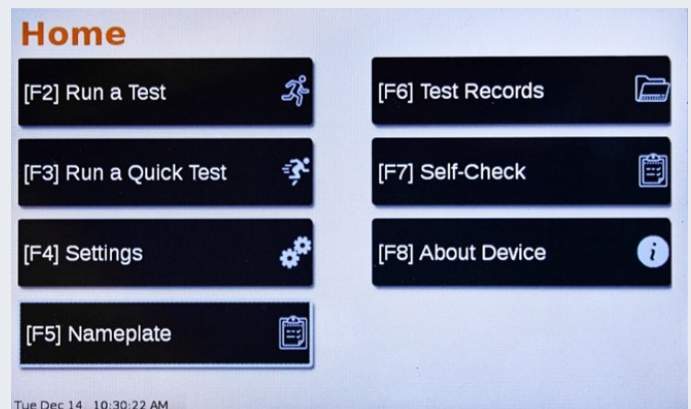 Home
[F2] Run a Test
[F3] Run a Quick Test
[F4] Settings
[F5] Nameplate
[F6] Test Records
[F7] Self-Check
[F8] About Device
Tue Dec 14, 10:30:22 AM